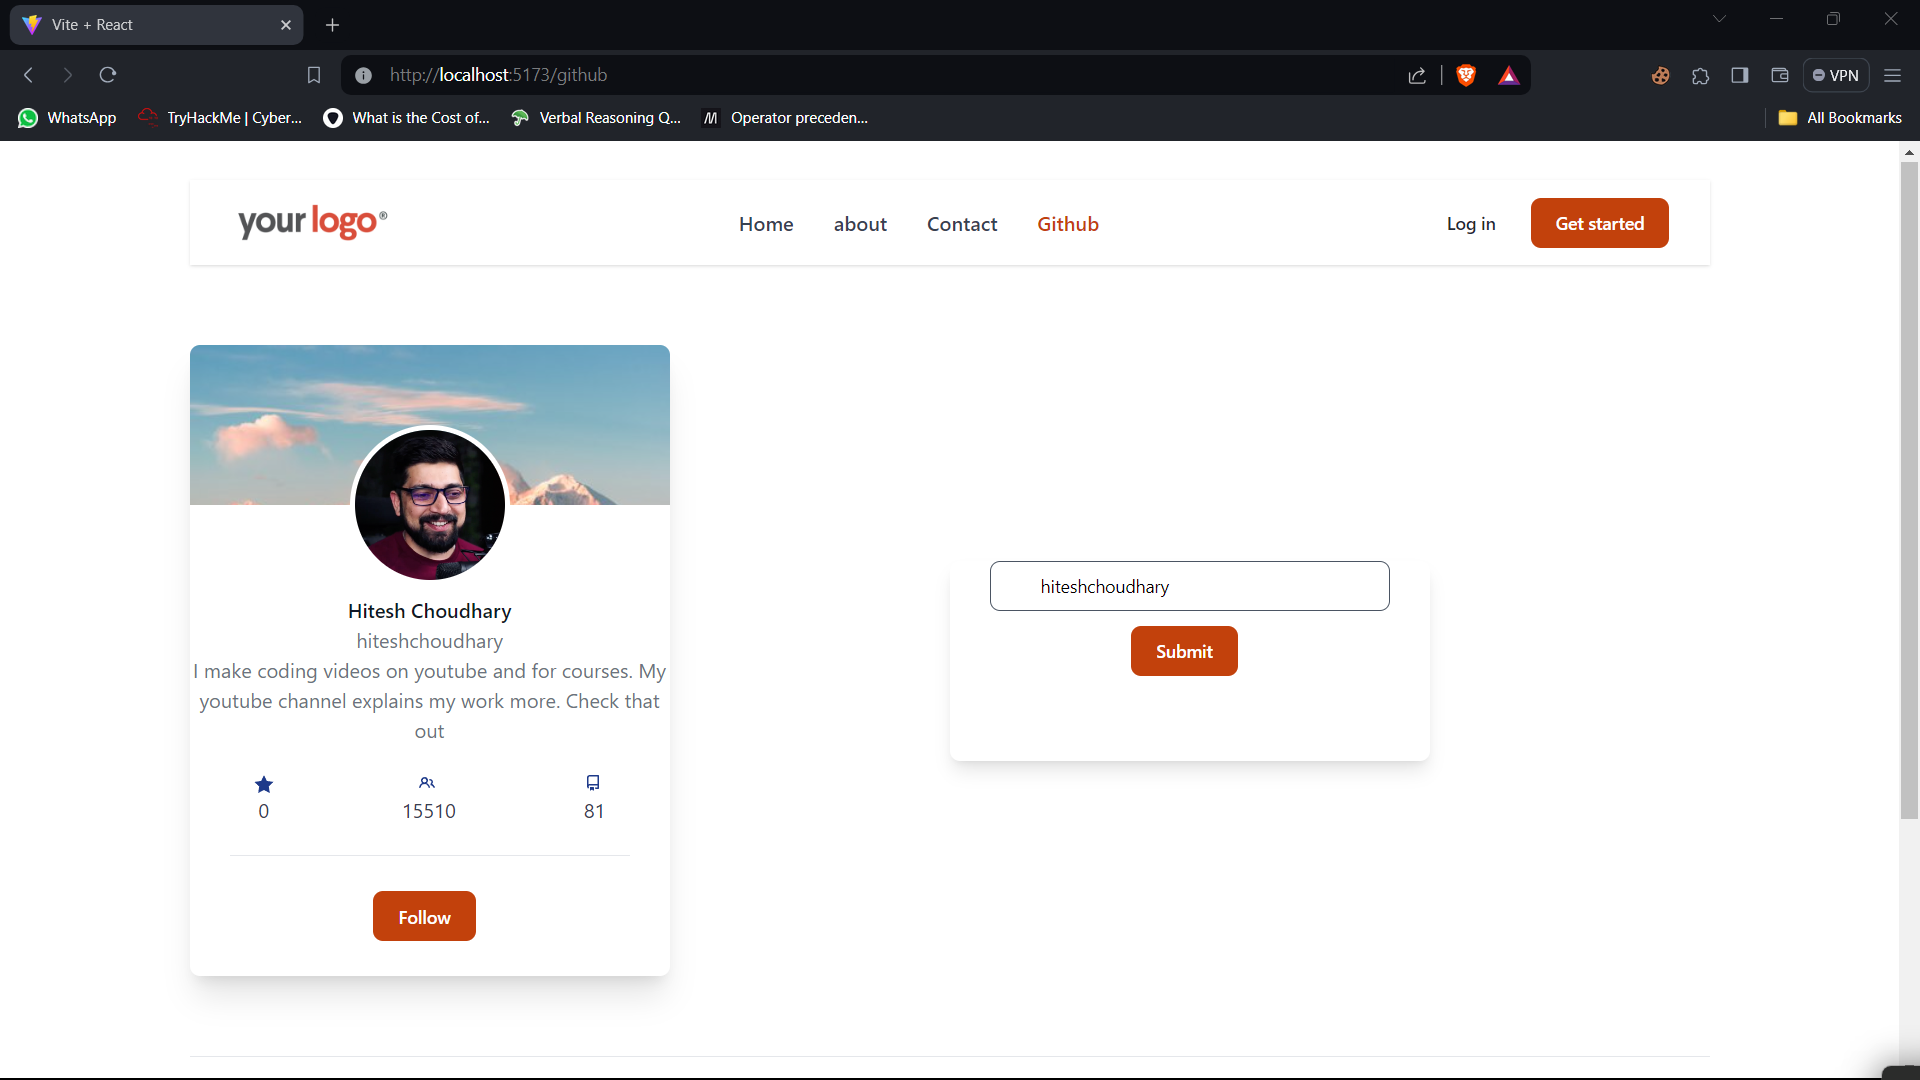 Vite + React
http://localhost:5173/github
VPN
WhatsApp
TryHackMe | Cyber...
What is the Cost of...
Verbal Reasoning Q...
Operator preceden...
All Bookmarks
your logo®
Home
about
Contact
Github
Log in
Get started
Hitesh Choudhary
hiteshchoudhary
I make coding videos on youtube and for courses. My
youtube channel explains my work more. Check that
out
0
15510
81
Follow
hiteshchoudhary
Submit